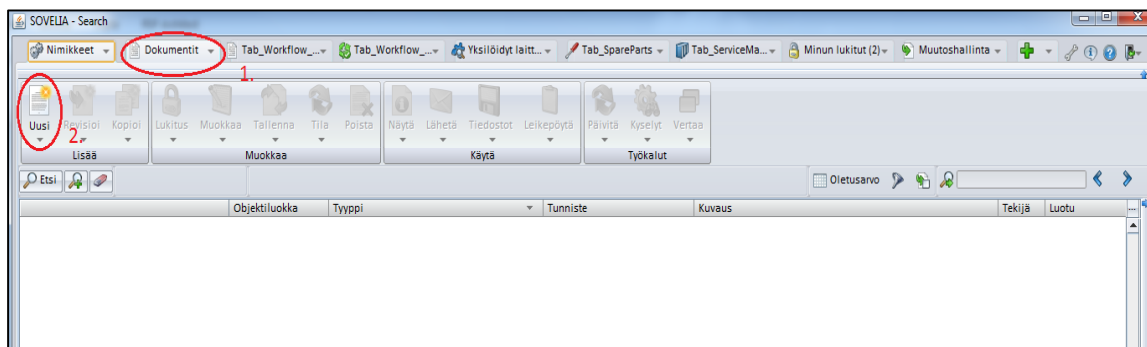 SOVELIA - Search
Nimikkeet Dokumentit Tab_Workflow_... Tab_Workflow_... Yksilöidyt laitt... Tab_SpareParts Tab_ServiceMa... Minun lukitut (2) Muutoshallinta
1.
Uusi Revisioi Kopioi Lukitus Muokkaa Tallenna Tila Poista Näytä Lähetä Tiedostot Leikepöytä Päivitä Kyselyt Vertaa
2.
Lisää Muokkaa Käytä Työkalut
Etsi Oletusarvo
Objektiluokka Tyyppi Tunniste Kuvaus Tekijä Luotu ...